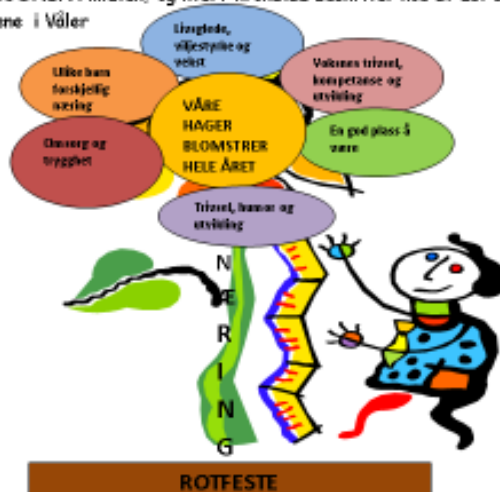 ene i Våler
Livsglede,
viljestyrke og
vekst
Ulike barn
forskjellig
næring
Voksnes trivsel,
kompetanse og
utvikling
VÅRE
HAGER
BLOMSTRER
HELE ÅRET
En god plass å
være
Omsorg og
trygghet
Trivsel, humor og
utvikling
N
Æ
R
I
N
G
ROTFESTE